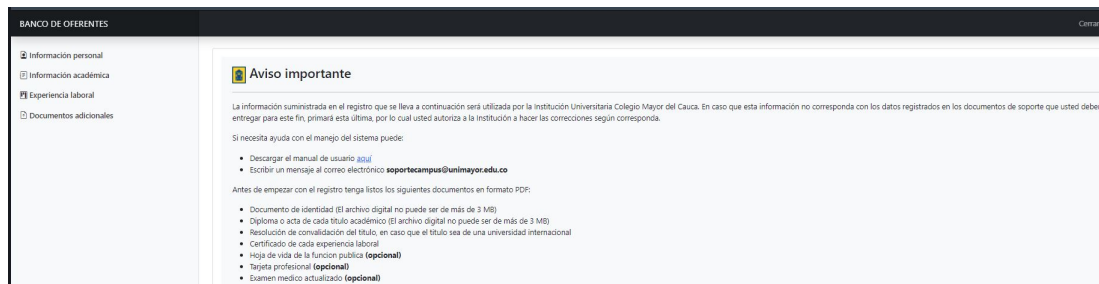 BANCO DE OFERENTES
Cerrar
Información personal
Información académica
Experiencia laboral
Documentos adicionales
Aviso importante
La información suministrada en el registro que se lleva a continuación será utilizada por la Institución Universitaria Colegio Mayor del Cauca. En caso que esta información no corresponda con los datos registrados en los documentos de soporte que usted deber
entregar para este fin, primará esta última, por lo cual usted autoriza a la Institución a hacer las correcciones según corresponda.
Si necesita ayuda con el manejo del sistema puede:
• Descargar el manual de usuario aquí
• Escribir un mensaje al correo electrónico soportecampus@unimayor.edu.co
Antes de empezar con el registro tenga listos los siguientes documentos en formato PDF:
• Documento de identidad (El archivo digital no puede ser de más de 3 MB)
• Diploma o acta de cada titulo académico (El archivo digital no puede ser de más de 3 MB)
• Resolución de convalidación del titulo, en caso que el titulo sea de una universidad internacional
• Certificado de cada experiencia laboral
• Hoja de vida de la funcion publica (opcional)
• Tarjeta profesional (opcional)
• Examen medico actualizado (opcional)